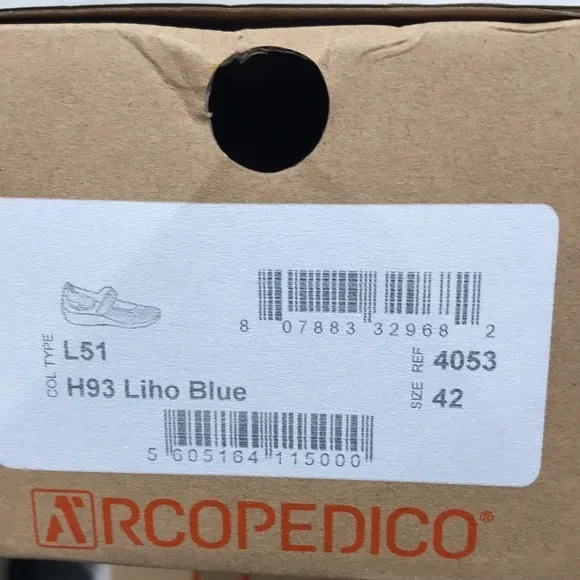 8 07883 32968 2
COL TYPE L51
H93 Liho Blue
REF 4053
SIZE 42
5 605164 115000
ARCOPEDICO®